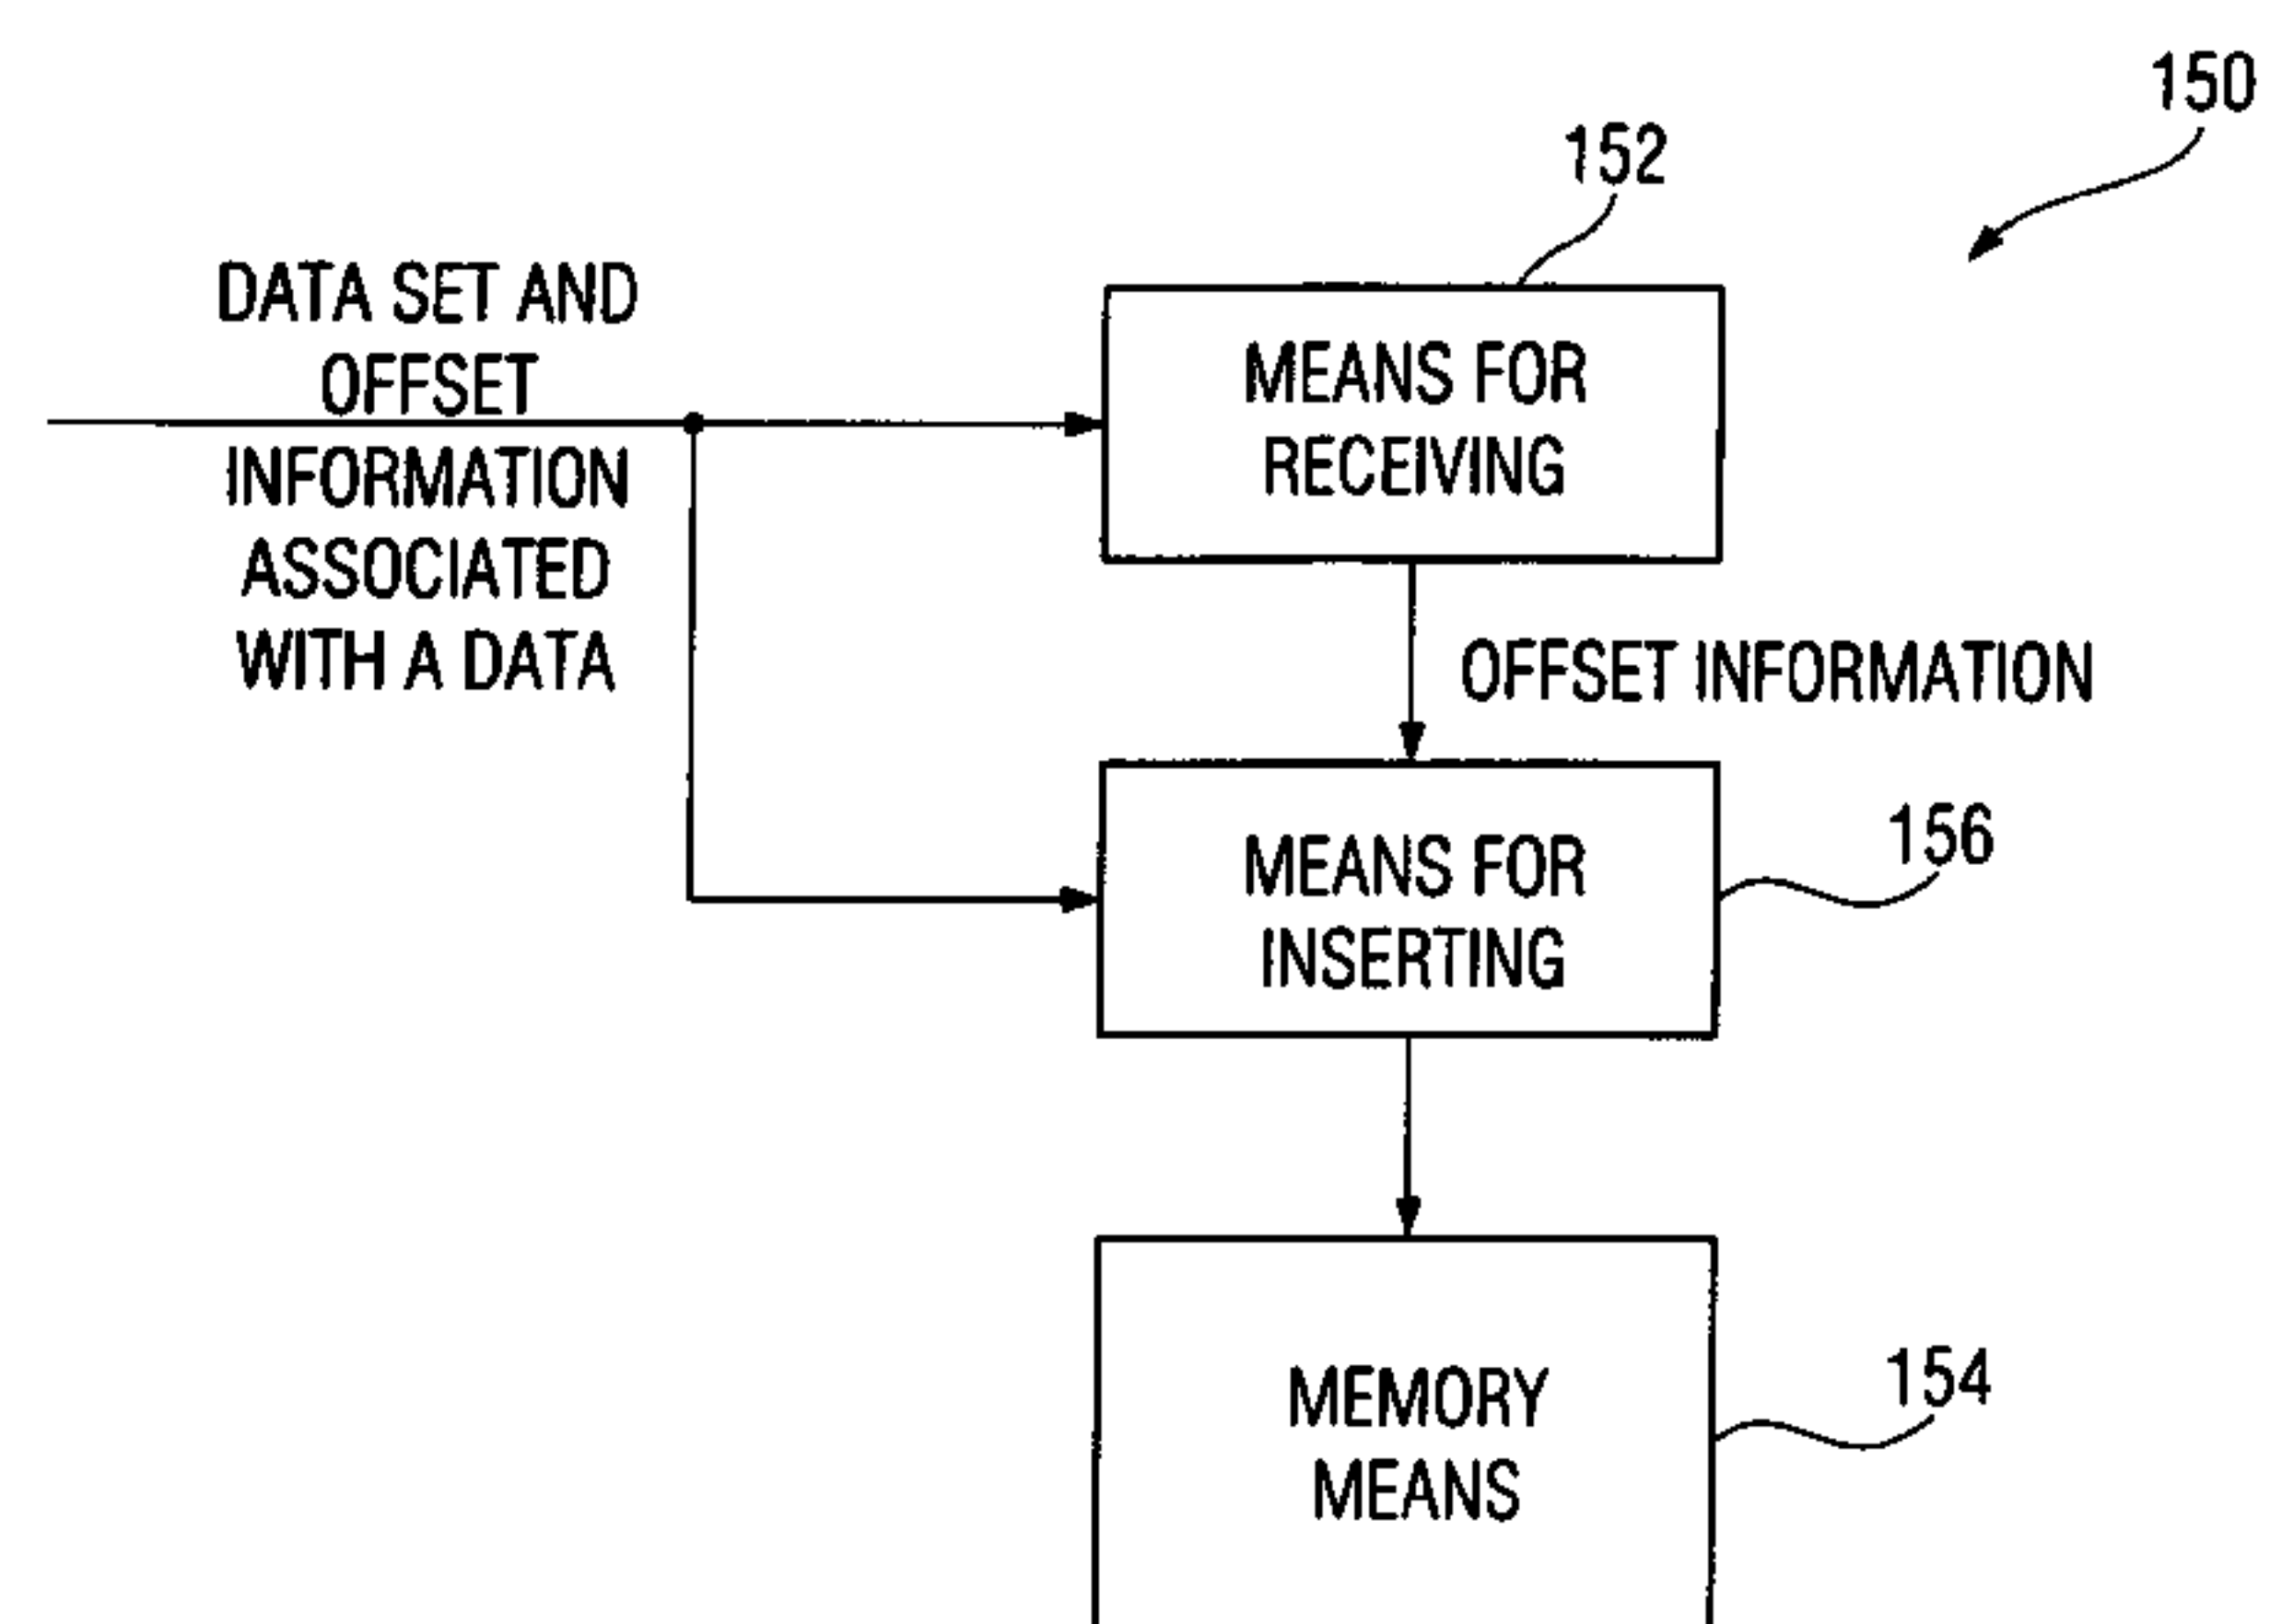 150
152
DATA SET AND
OFFSET
INFORMATION
ASSOCIATED
WITH A DATA
MEANS FOR
RECEIVING
OFFSET INFORMATION
156
MEANS FOR
INSERTING
154
MEMORY
MEANS